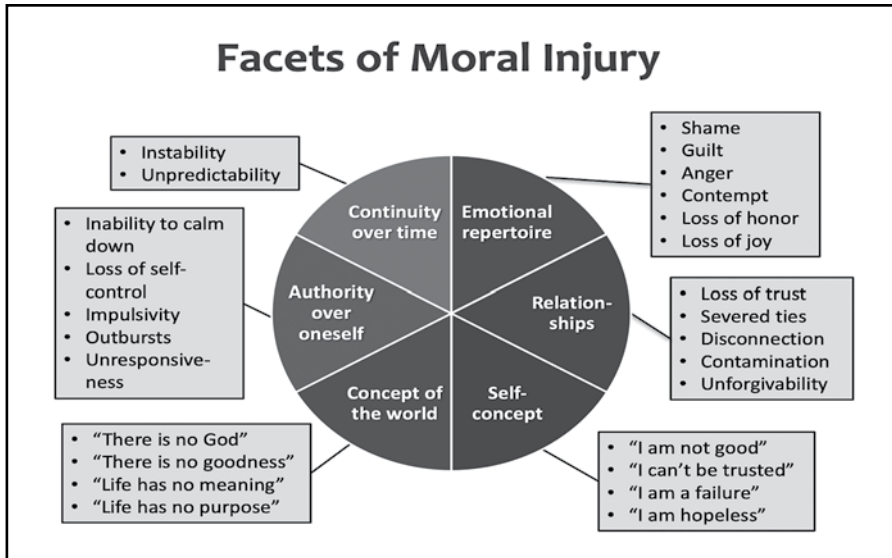 Facets of Moral Injury
• Instability
• Unpredictability
• Shame
• Guilt
• Anger
• Contempt
• Loss of honor
• Loss of joy
Continuity
over time
Emotional
repertoire
• Inability to calm
down
• Loss of self-
control
• Impulsivity
• Outbursts
• Unresponsive-
ness
Authority
over
oneself
Relation-
ships
• Loss of trust
• Severed ties
• Disconnection
• Contamination
• Unforgivability
Concept of
the world
Self-
concept
• “There is no God”
• “There is no goodness”
• “Life has no meaning”
• “Life has no purpose”
• “I am not good”
• “I can’t be trusted”
• “I am a failure”
• “I am hopeless”